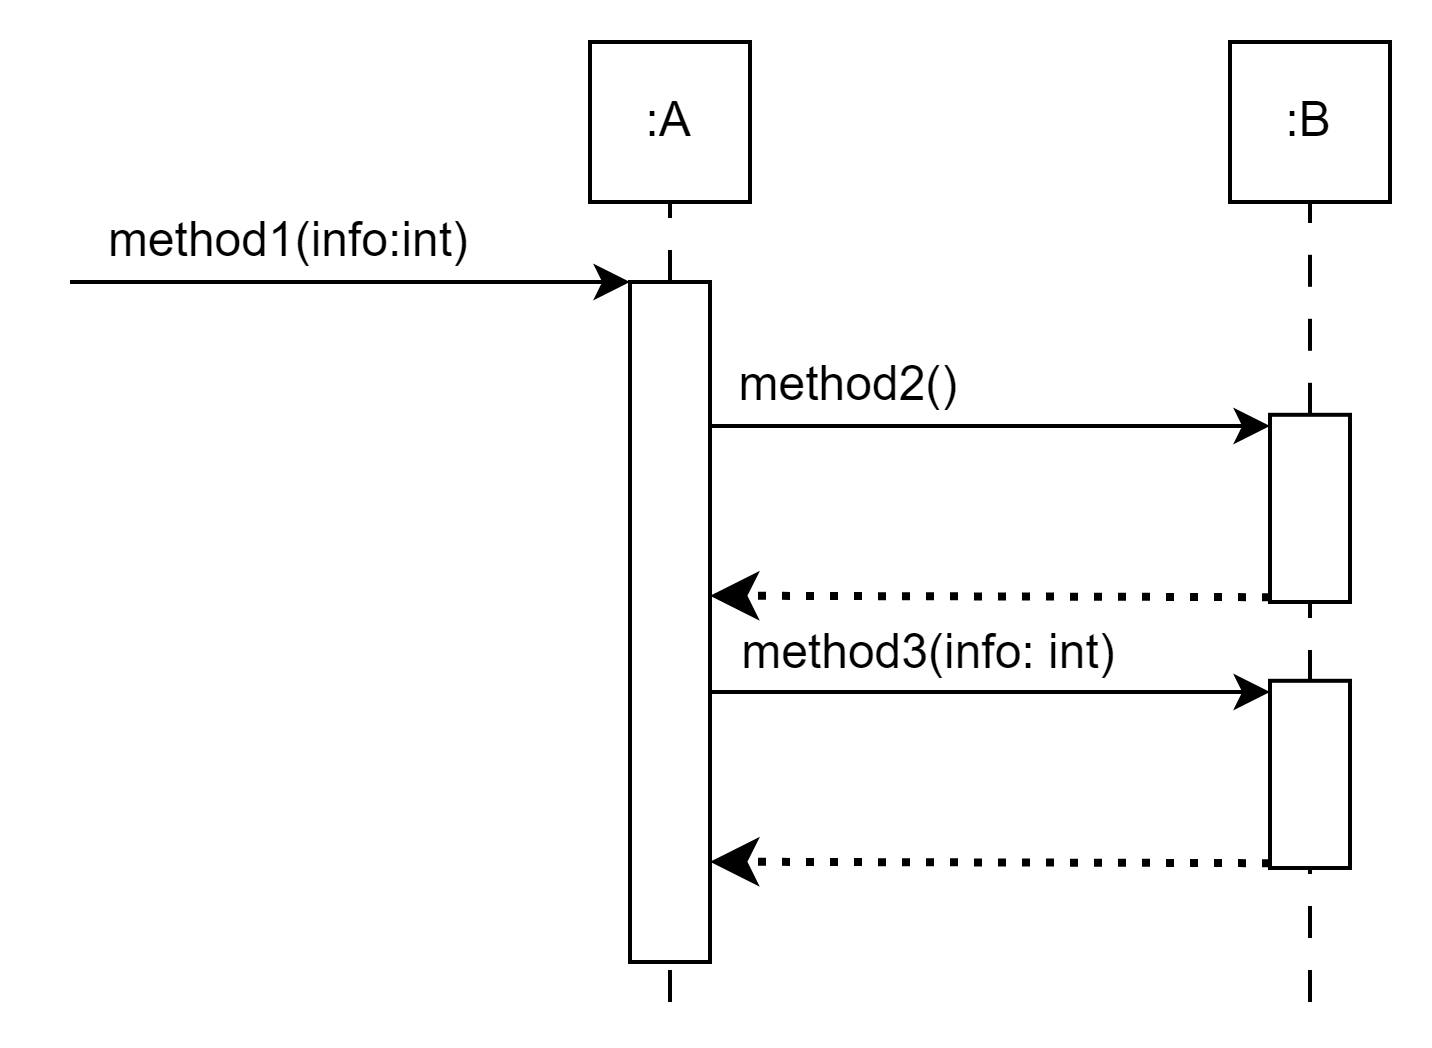 :A
:B
method1(info:int)
method2()
method3(info: int)